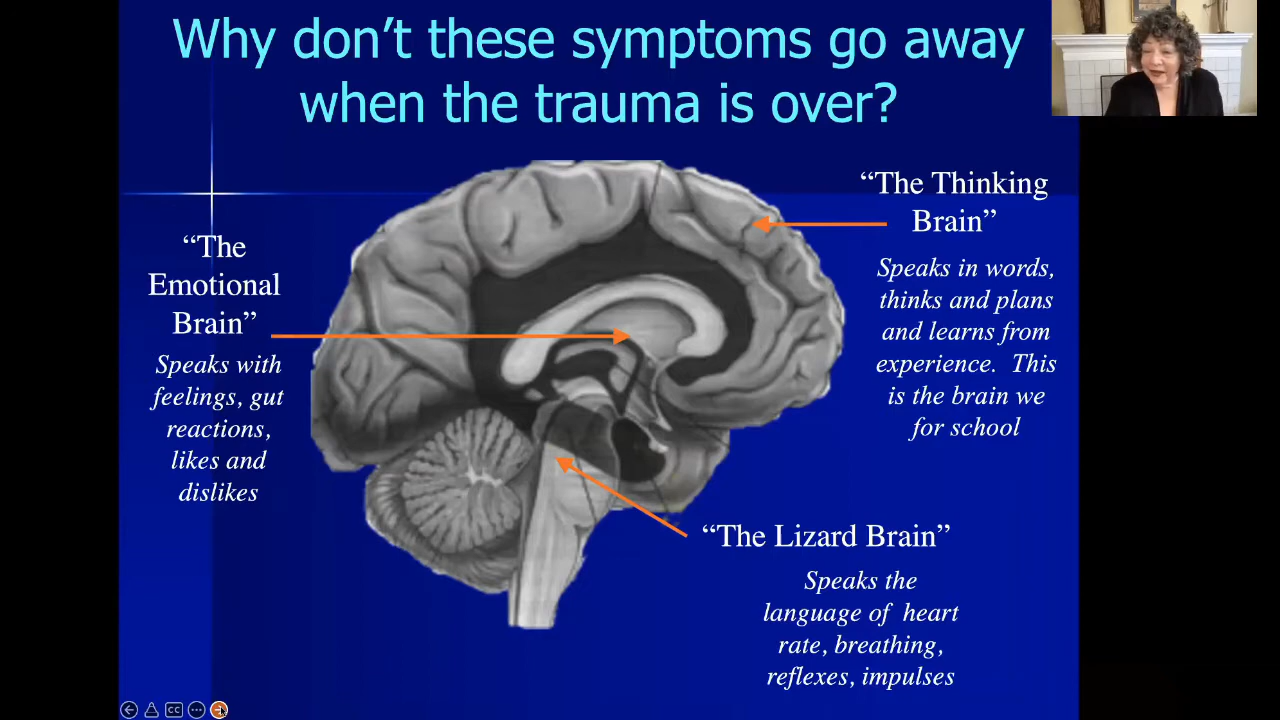 Why don’t these symptoms go away
when the trauma is over?
“The Thinking
Brain”
Speaks in words,
thinks and plans
and learns from
experience.  This
is the brain we
for school
“The
Emotional
Brain”
Speaks with
feelings, gut
reactions,
likes and
dislikes
“The Lizard Brain”
Speaks the
language of  heart
rate, breathing,
reflexes, impulses
CC